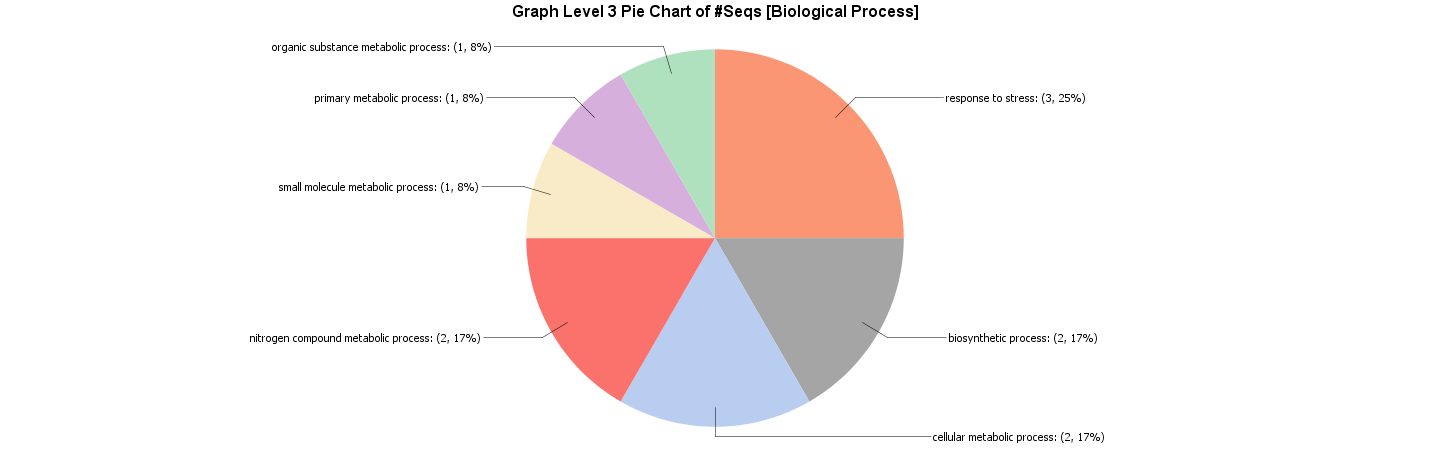 Graph Level 3 Pie Chart of #Seqs [Biological Process]
organic substance metabolic process: (1, 8%)
primary metabolic process: (1, 8%)
response to stress: (3, 25%)
small molecule metabolic process: (1, 8%)
nitrogen compound metabolic process: (2, 17%)
biosynthetic process: (2, 17%)
cellular metabolic process: (2, 17%)